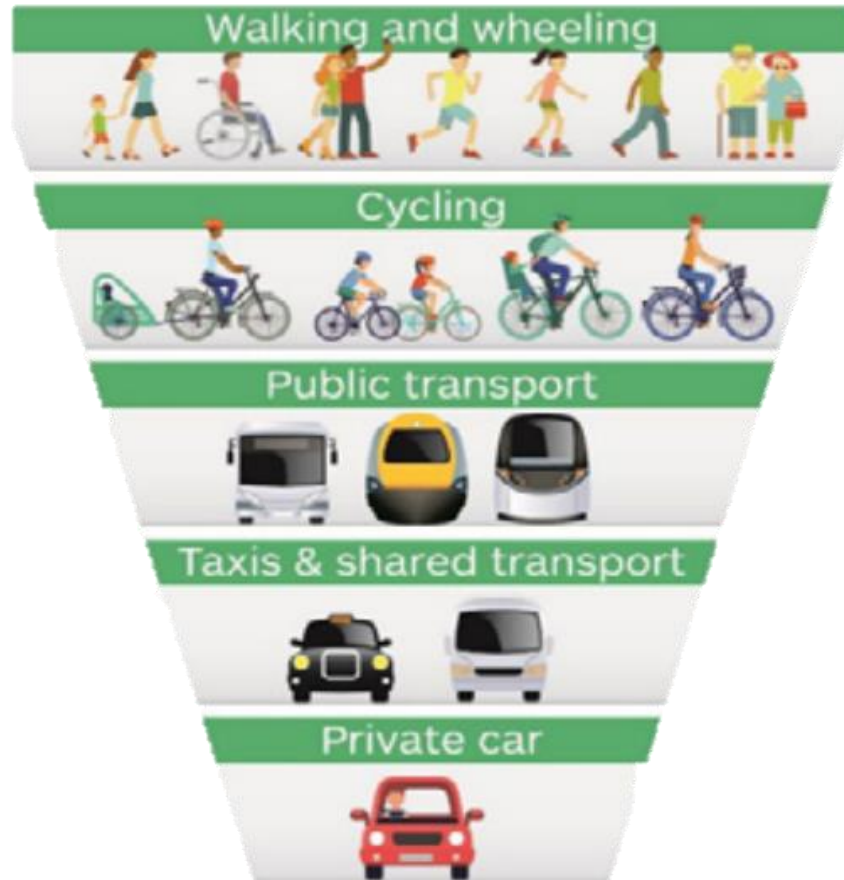 Walking and wheeling
Cycling
Public transport
Taxis & shared transport
Private car